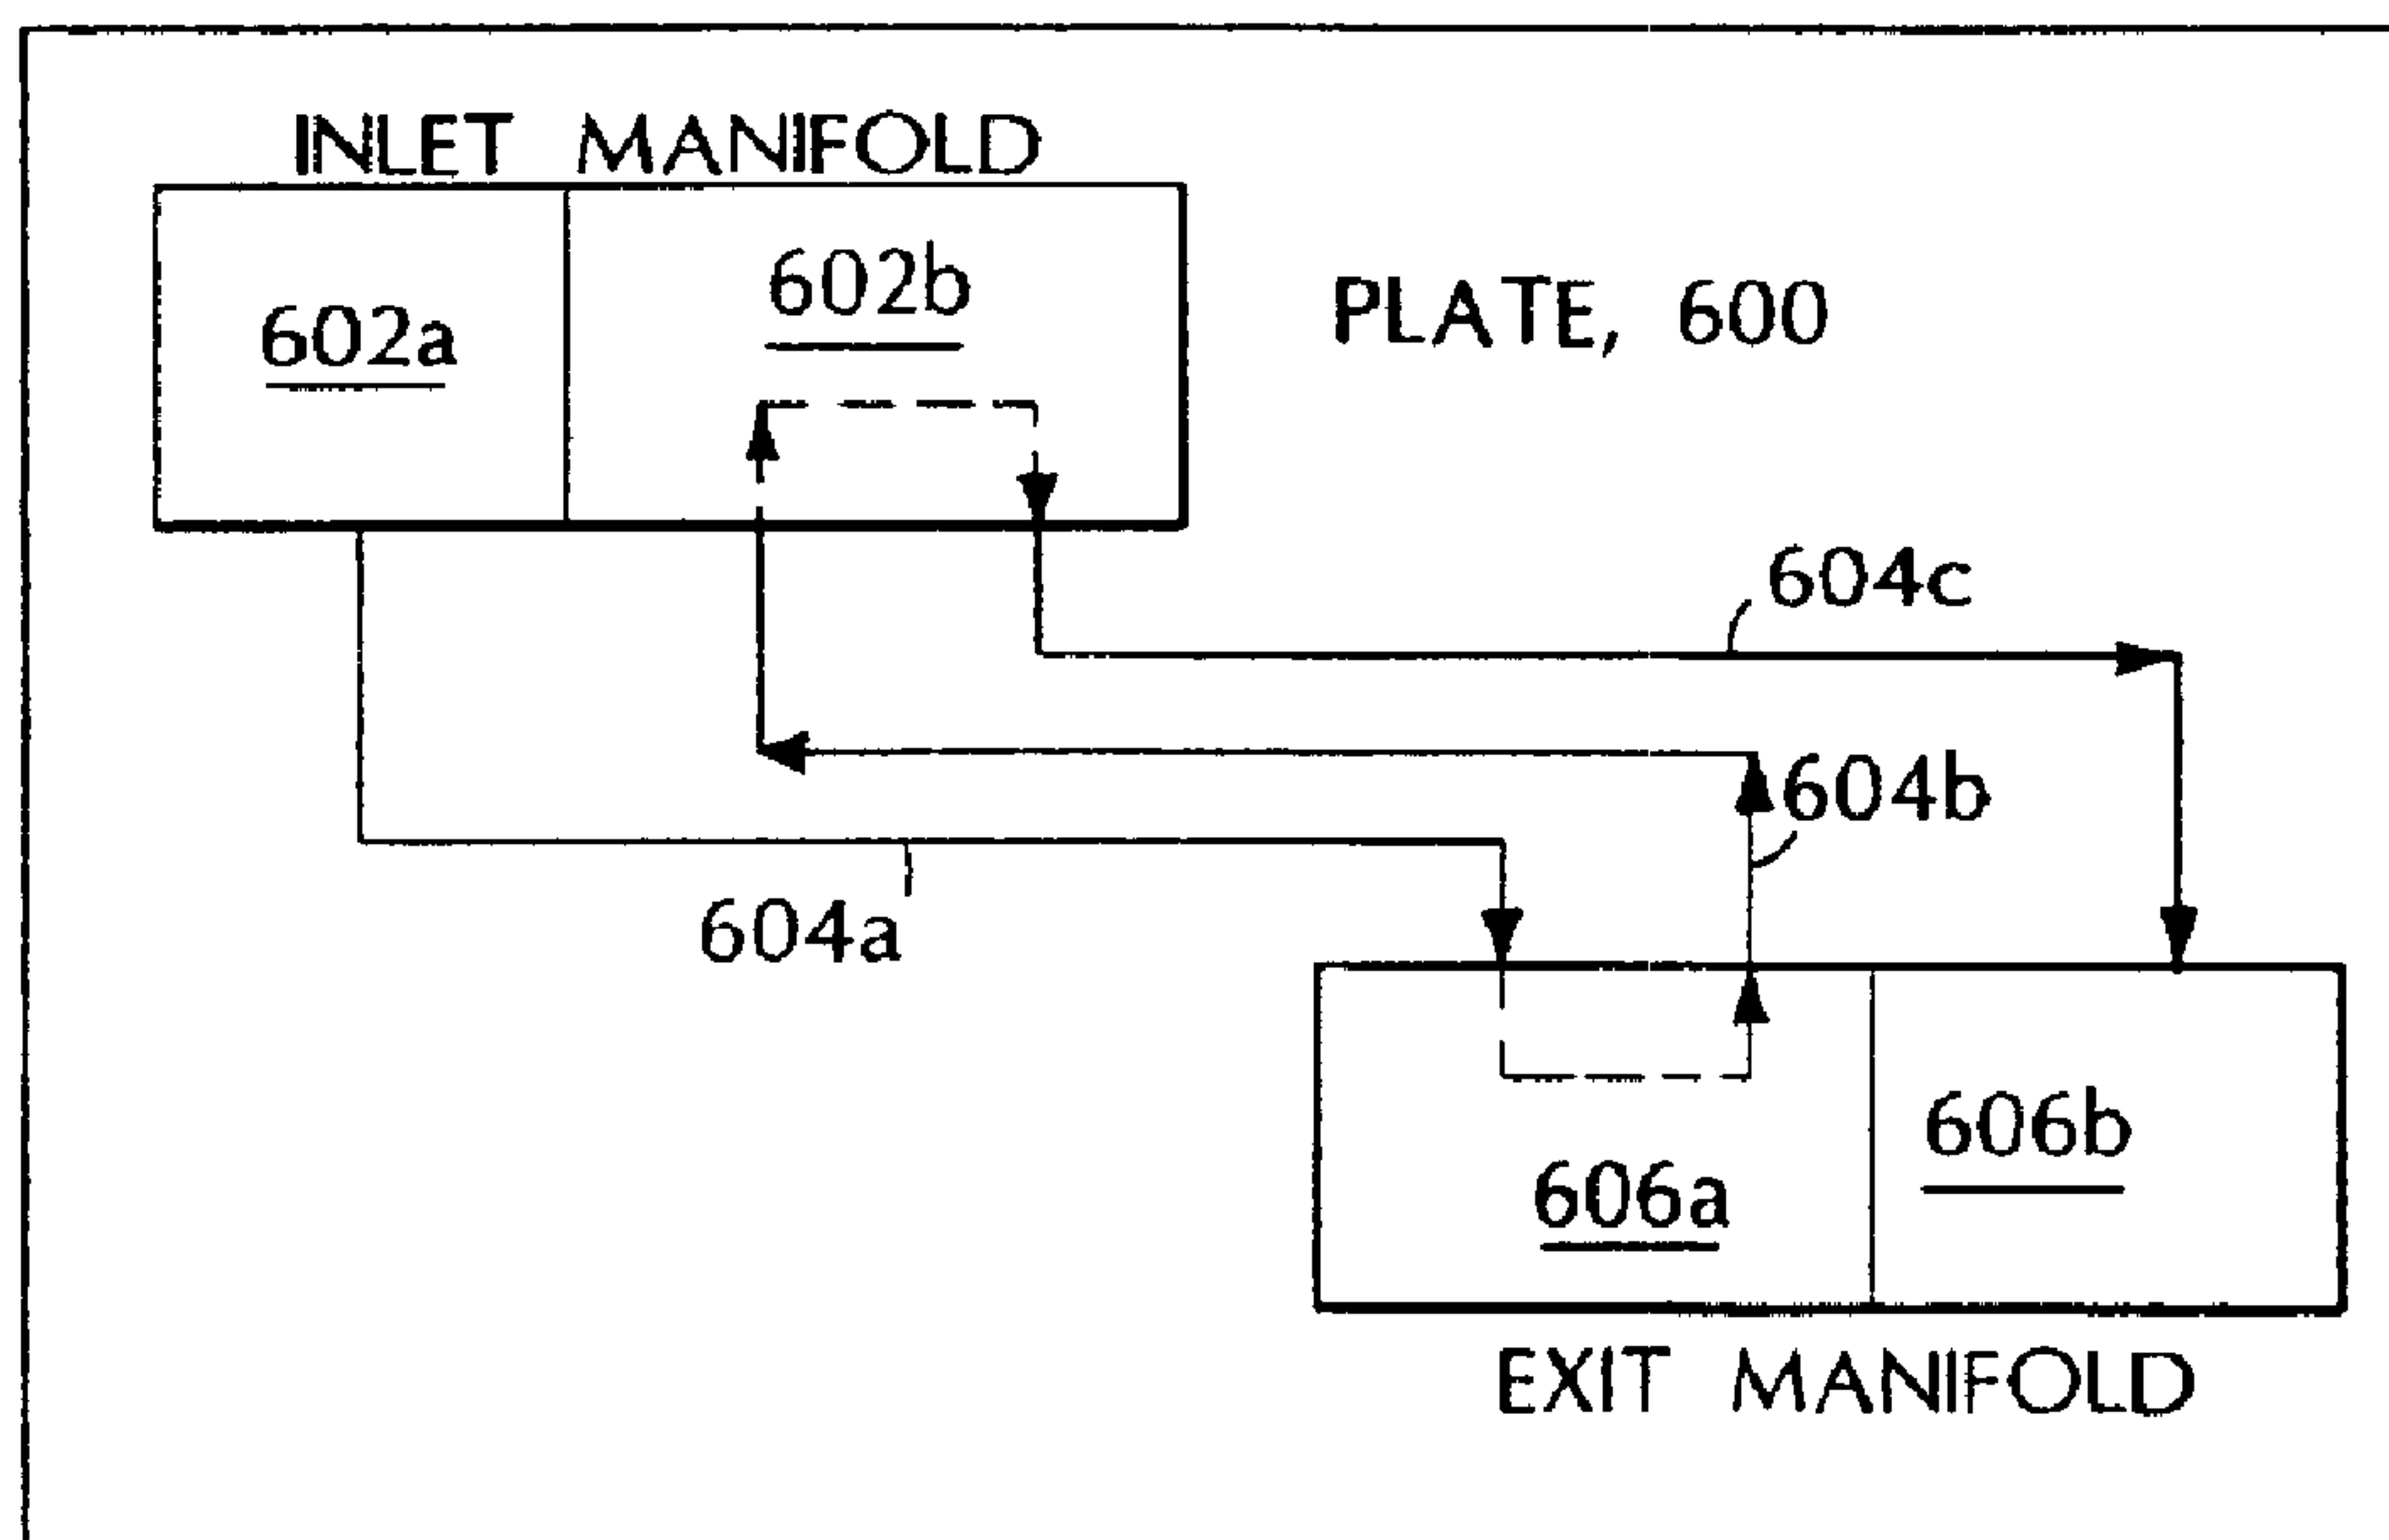 INLET MANIFOLD
602a
602b
PLATE, 600
604c
604b
604a
606a
606b
EXIT MANIFOLD